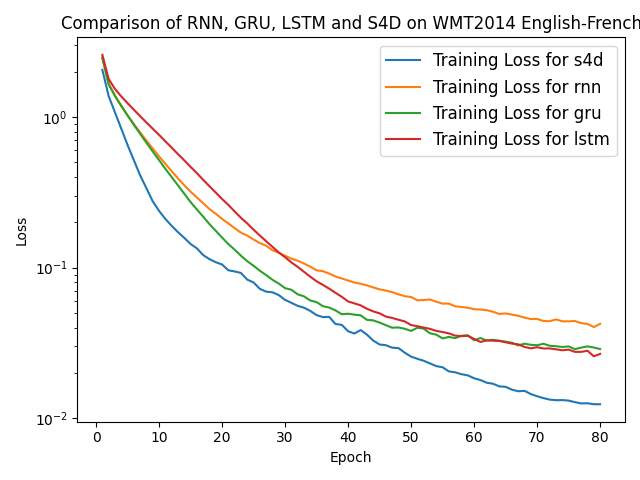 Comparison of RNN, GRU, LSTM and S4D on WMT2014 English-French
Training Loss for s4d
Training Loss for rnn
Training Loss for gru
Training Loss for lstm
Loss
10⁰
10⁻¹
10⁻²
0 10 20 30 40 50 60 70 80
Epoch